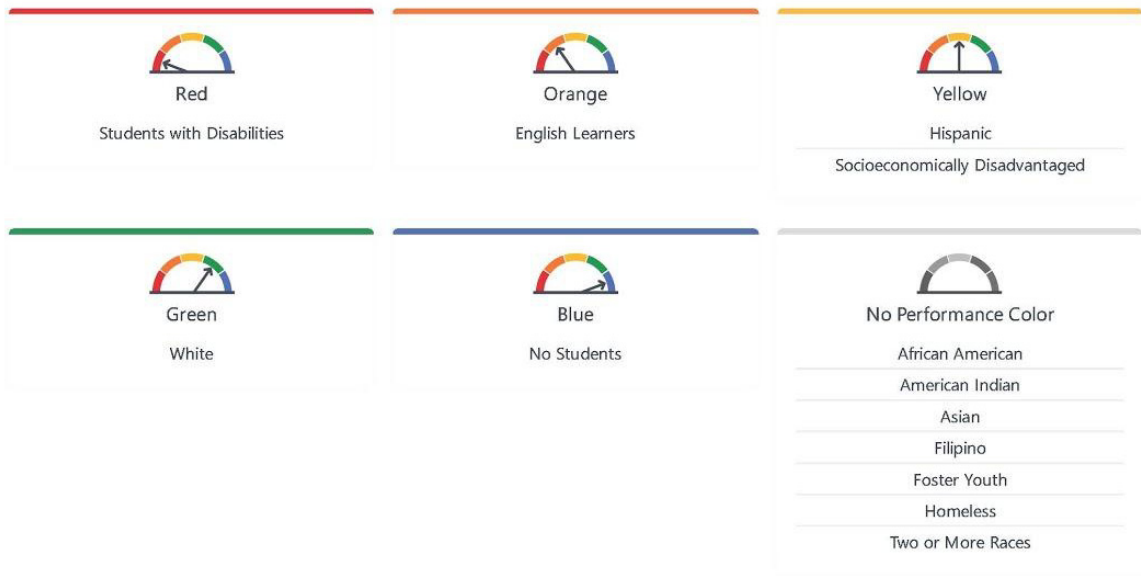 Red
Students with Disabilities
Orange
English Learners
Yellow
Hispanic
Socioeconomically Disadvantaged
Green
White
Blue
No Students
No Performance Color
African American
American Indian
Asian
Filipino
Foster Youth
Homeless
Two or More Races